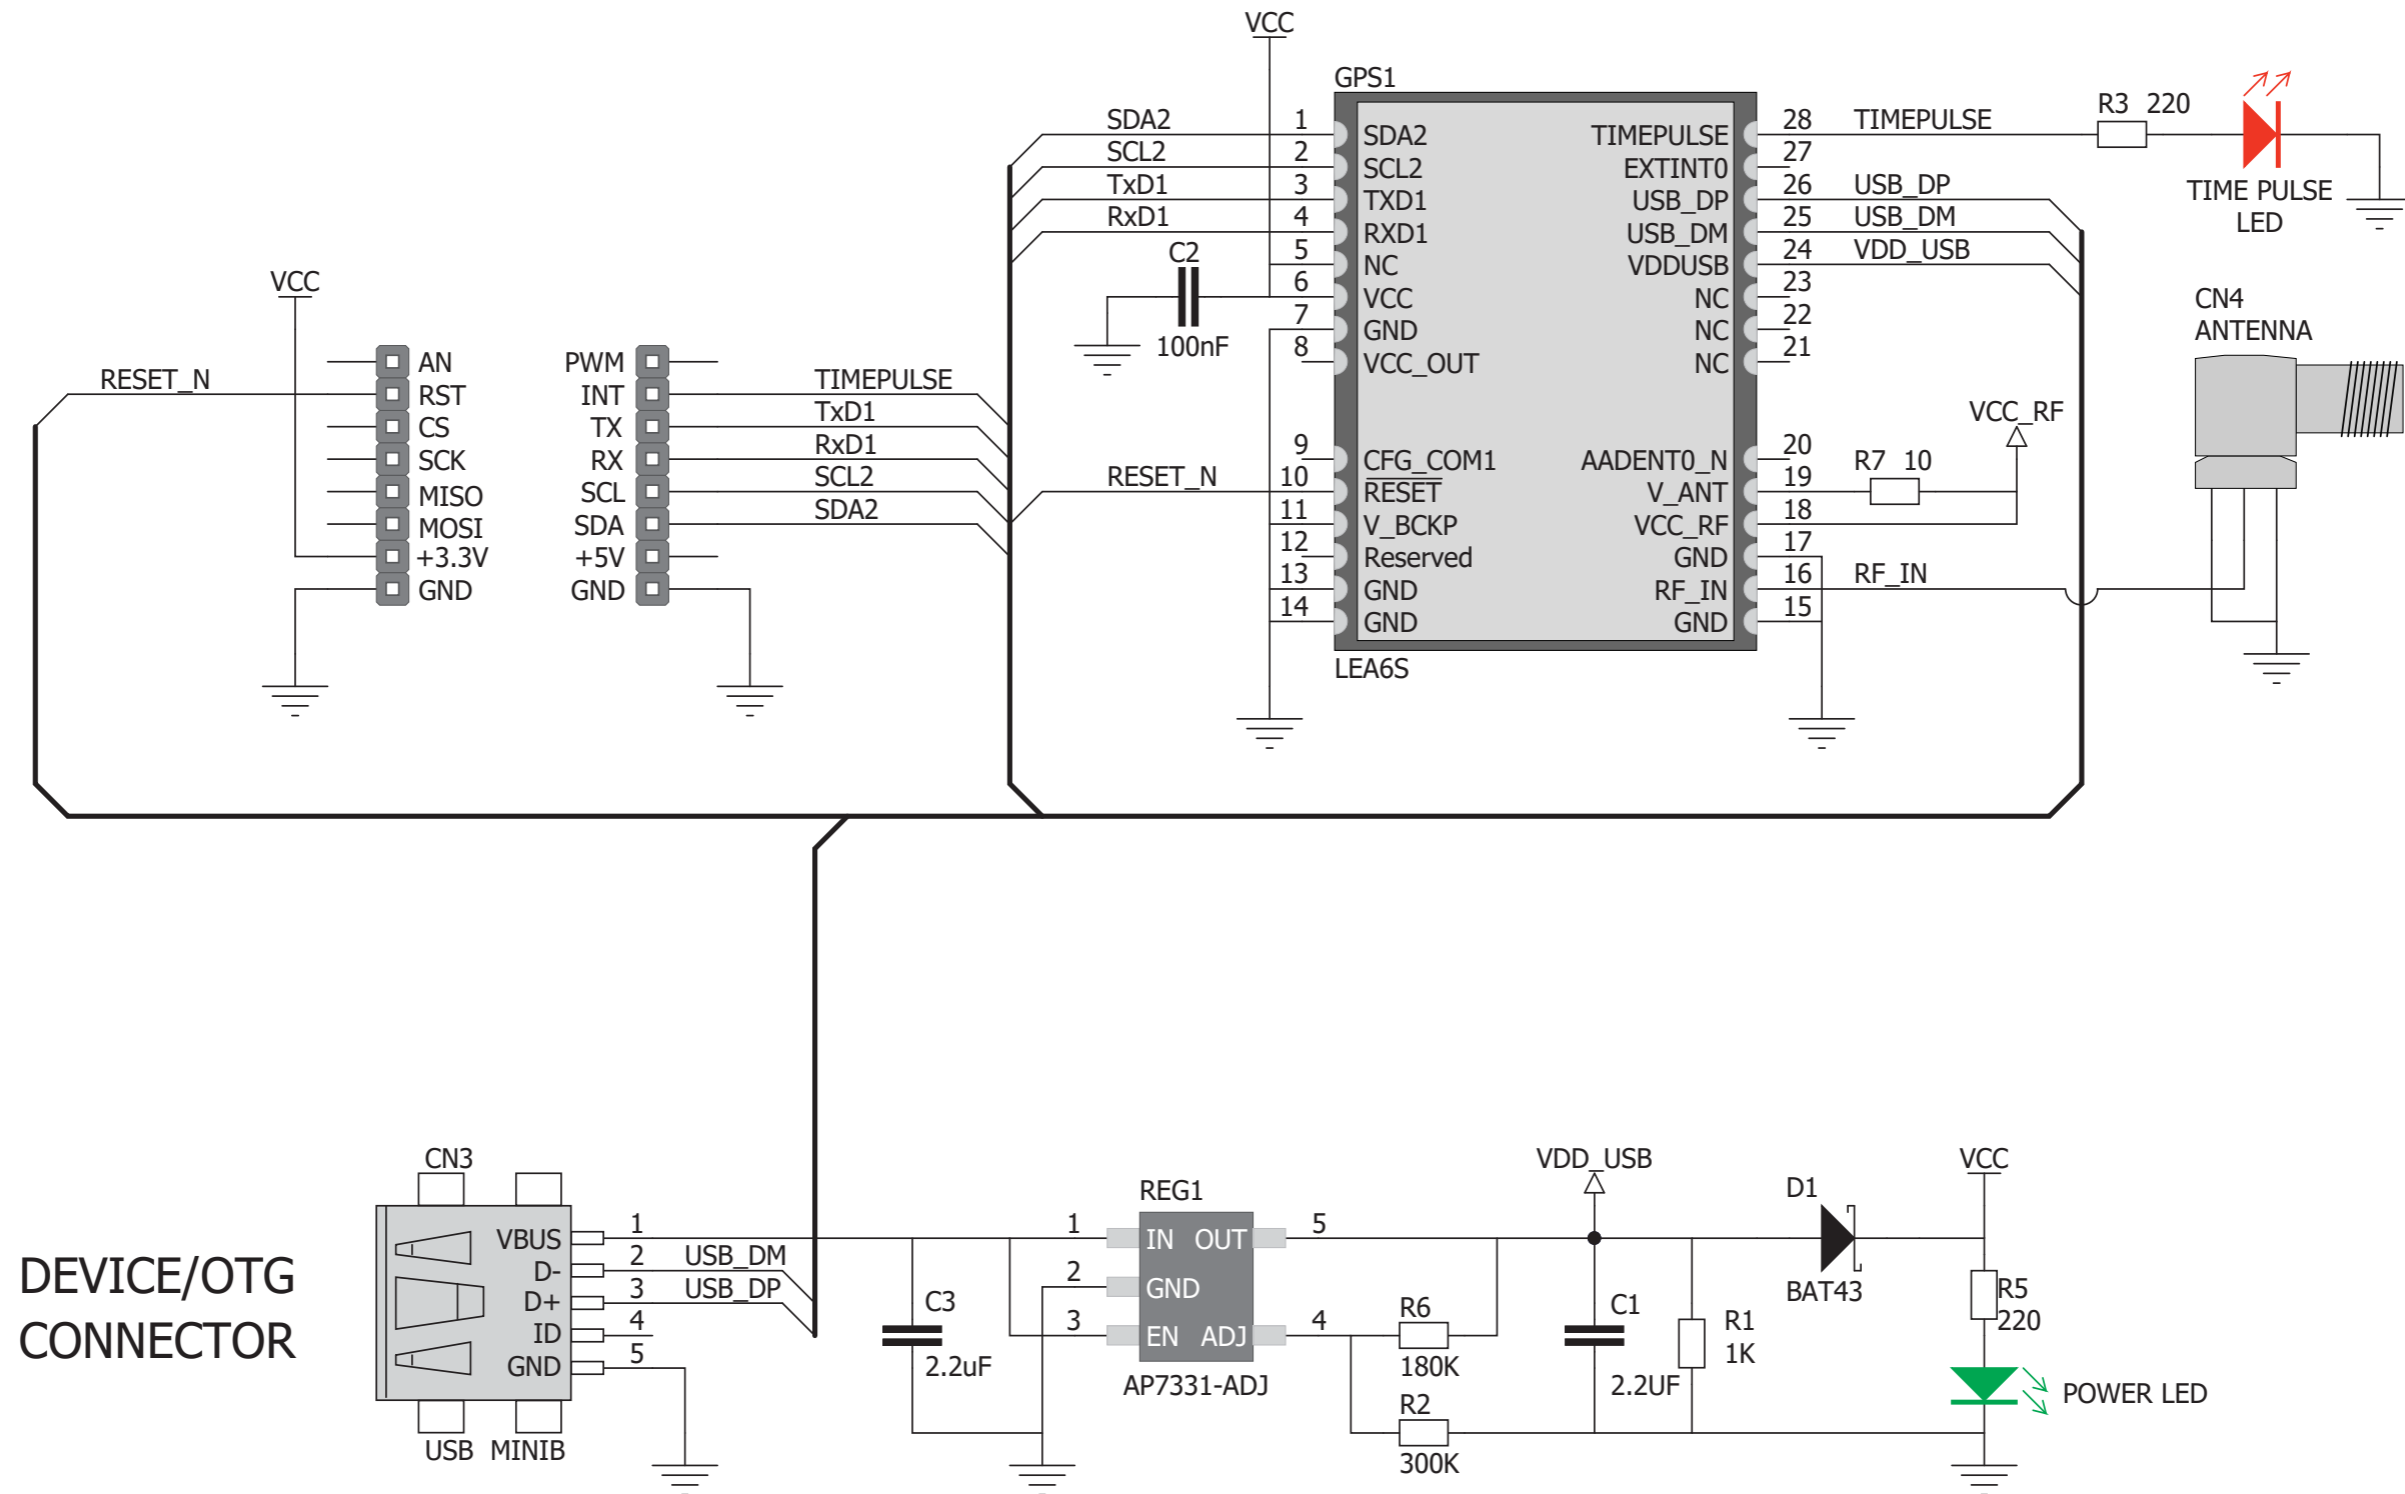 VCC
GPS1
SDA2 1 SDA2 TIMEPULSE 28 TIMEPULSE R3 220
SCL2 2 SCL2 EXTINT0 27
TxD1 3 TXD1 USB_DP 26 USB_DP
RxD1 4 RXD1 USB_DM 25 USB_DM
TIME PULSE
LED
C2 5 NC VDDUSB 24 VDD_USB
6 VCC NC 23
7 GND NC 22
100nF 8 VCC_OUT NC 21
CN4
ANTENNA
VCC
AN PWM
RESET_N RST INT TIMEPULSE
CS TX TxD1
SCK RX RxD1
MISO SCL SCL2
MOSI SDA SDA2
+3.3V +5V
GND GND
VCC_RF
9 CFG_COM1 AADENT0_N 20 R7 10
RESET_N 10 RESET V_ANT 19
11 V_BCKP VCC_RF 18
12 Reserved GND 17
13 GND RF_IN 16 RF_IN
14 GND GND 15
LEA6S
DEVICE/OTG
CONNECTOR
CN3
VBUS 1
D- 2 USB_DM
D+ 3 USB_DP
ID 4
GND 5
USB MINIB
C3
2.2uF
REG1
1 IN OUT 5
2 GND
3 EN ADJ 4
AP7331-ADJ
R6
180K
R2
300K
VDD_USB
C1
2.2UF
R1
1K
D1
BAT43
VCC
R5
220
POWER LED